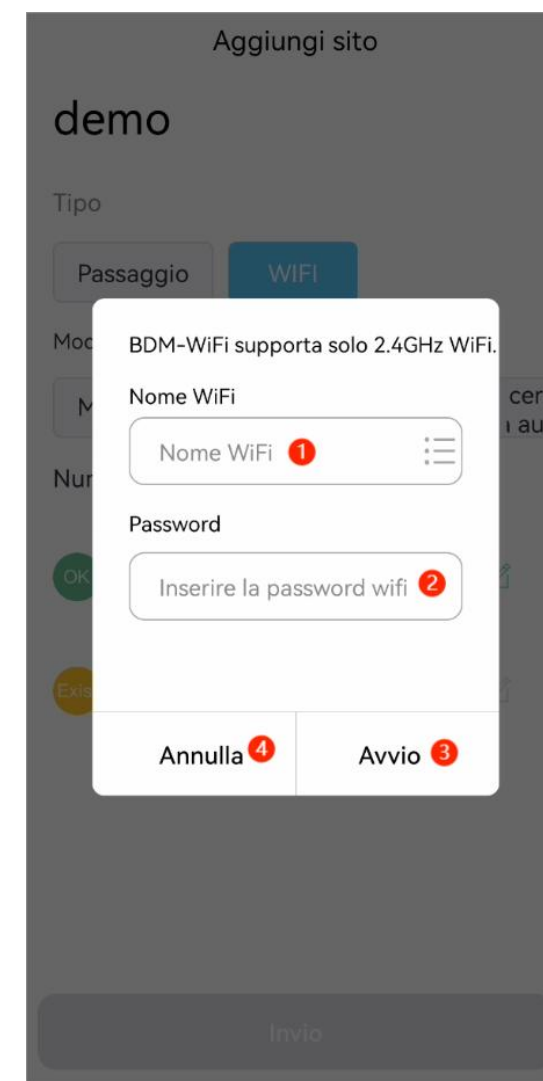 Aggiungi sito
demo
Tipo
Passaggio WIFI
BDM-WiFi supporta solo 2.4GHz WiFi.
Nome WiFi
Nome WiFi 1
Password
Inserire la password wifi 2
OK
Annulla 4 Avvio 3
Invio